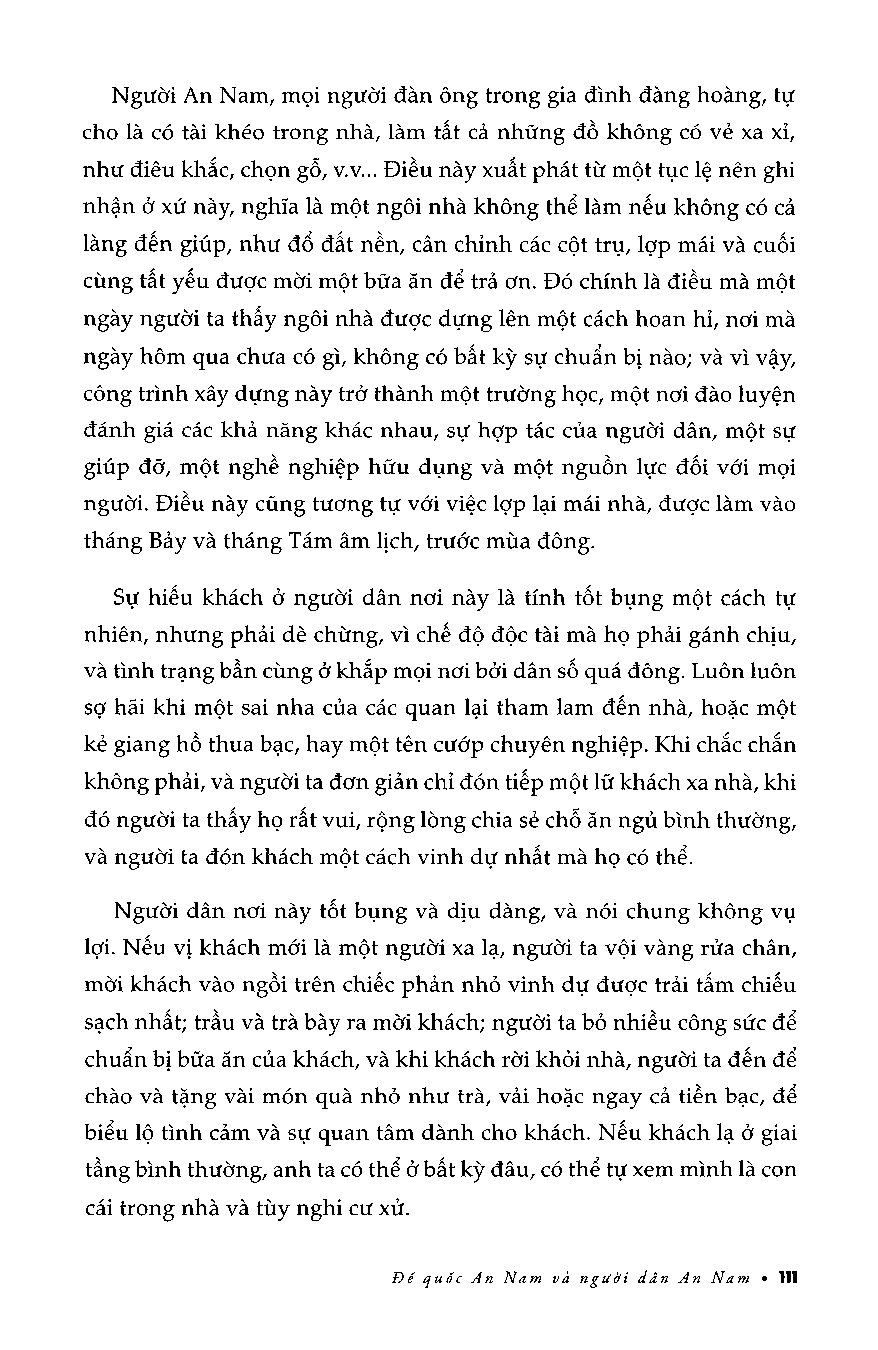 Người An Nam, mọi người đàn ông trong gia đình đàng hoàng, tự
cho là có tài khéo trong nhà, làm tất cả những đồ không có vẻ xa xỉ,
như điêu khắc, chọn gỗ, v.v... Điều này xuất phát từ một tục lệ nên ghi
nhận ở xứ này, nghĩa là một ngôi nhà không thể làm nếu không có cả
làng đến giúp, như đổ đất nền, cân chỉnh các cột trụ, lợp mái và cuối
cùng tất yếu được mời một bữa ăn để trả ơn. Đó chính là điều mà một
ngày người ta thấy ngôi nhà được dựng lên một cách hoan hỉ, nơi mà
ngày hôm qua chưa có gì, không có bất kỳ sự chuẩn bị nào; và vì vậy,
công trình xây dựng này trở thành một trường học, một nơi đào luyện
đánh giá các khả năng khác nhau, sự hợp tác của người dân, một sự
giúp đỡ, một nghề nghiệp hữu dụng và một nguồn lực đối với mọi
người. Điều này cũng tương tự với việc lợp lại mái nhà, được làm vào
tháng Bảy và tháng Tám âm lịch, trước mùa đông.
Sự hiếu khách ở người dân nơi này là tính tốt bụng một cách tự
nhiên, nhưng phải dè chừng, vì chế độ độc tài mà họ phải gánh chịu,
và tình trạng bần cùng ở khắp mọi nơi bởi dân số quá đông. Luôn luôn
sợ hãi khi một sai nha của các quan lại tham lam đến nhà, hoặc một
kẻ giang hồ thua bạc, hay một tên cướp chuyên nghiệp. Khi chắc chắn
không phải, và người ta đơn giản chỉ đón tiếp một lữ khách xa nhà, khi
đó người ta thấy họ rất vui, rộng lòng chia sẻ chỗ ăn ngủ bình thường,
và người ta đón khách một cách vinh dự nhất mà họ có thể.
Người dân nơi này tốt bụng và dịu dàng, và nói chung không vụ
lợi. Nếu vị khách mới là một người xa lạ, người ta vội vàng rửa chân,
mời khách vào ngồi trên chiếc phản nhỏ vinh dự được trải tấm chiếu
sạch nhất; trầu và trà bày ra mời khách; người ta bỏ nhiều công sức để
chuẩn bị bữa ăn của khách, và khi khách rời khỏi nhà, người ta đến để
chào và tặng vài món quà nhỏ như trà, vải hoặc ngay cả tiền bạc, để
biểu lộ tình cảm và sự quan tâm dành cho khách. Nếu khách lạ ở giai
tầng bình thường, anh ta có thể ở bất kỳ đâu, có thể tự xem mình là con
cái trong nhà và tùy nghi cư xử.
Đế quốc An Nam và người dân An Nam • 111